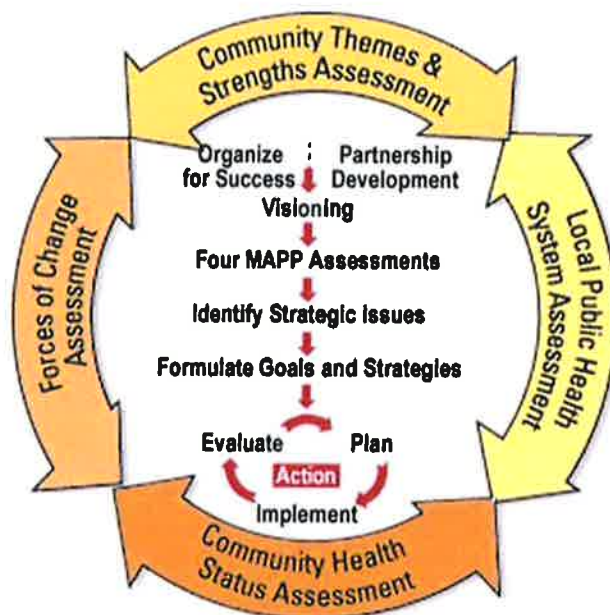 Community Themes &
Strengths Assessment
Organize
for Success
Partnership
Development
Visioning
Four MAPP Assessments
Identify Strategic Issues
Formulate Goals and Strategies
Evaluate
Plan
Action
Implement
Forces of Change
Assessment
Local Public Health
System Assessment
Community Health
Status Assessment